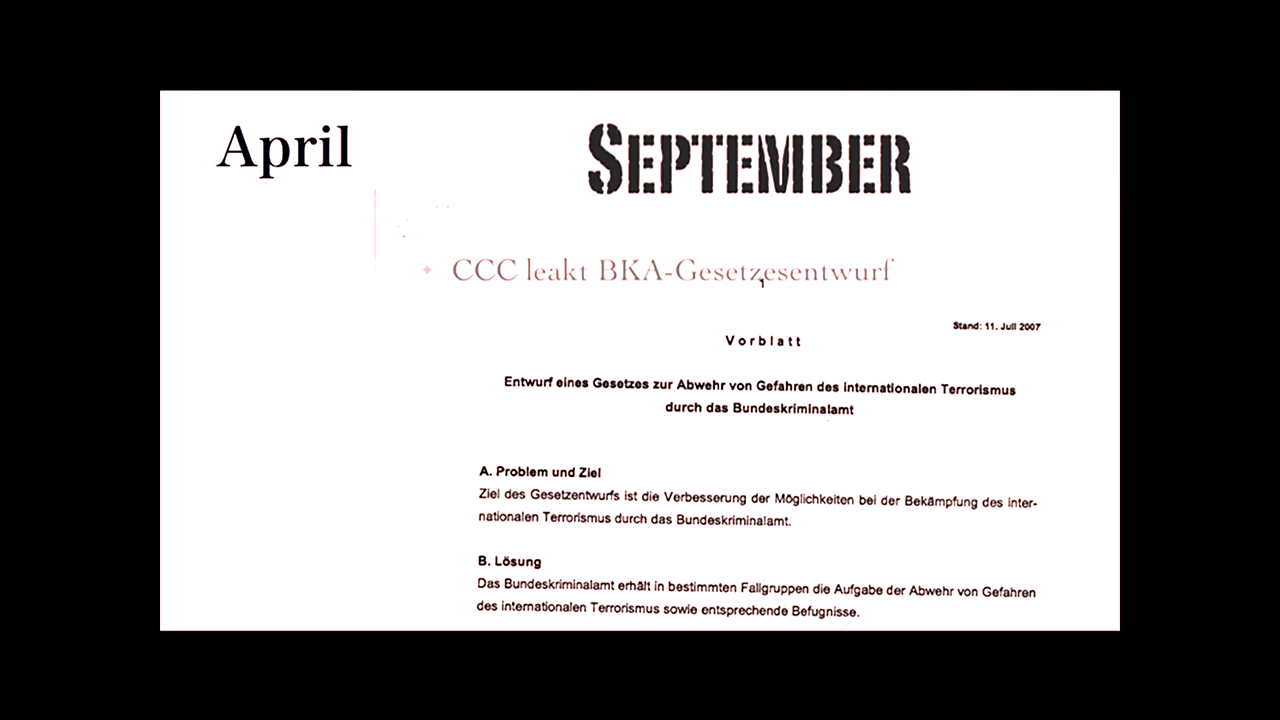 April
SEPTEMBER
CCC leakt BKA-Gesetzesentwurf
1
Stand: 11. Juli 2007
Vorblatt
Entwurf eines Gesetzes zur Abwehr von Gefahren des internationalen Terrorismus
durch das Bundeskriminalamt
A. Problem und Ziel
Ziel des Gesetzentwurfs ist die Verbesserung der Möglichkeiten bei der Bekämpfung des inter-
nationalen Terrorismus durch das Bundeskriminalamt.
B. Lösung
Das Bundeskriminalamt erhält in bestimmten Fallgruppen die Aufgabe der Abwehr von Gefahren
des internationalen Terrorismus sowie entsprechende Befugnisse.